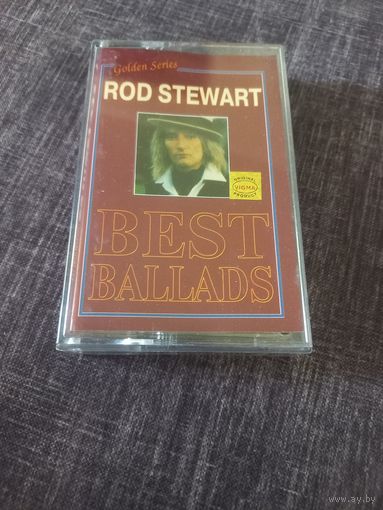 Golden Series
ROD STEWART
ORIGINAL
VIGMA
PRODUCT
BEST
BALLADS
www.ay.by